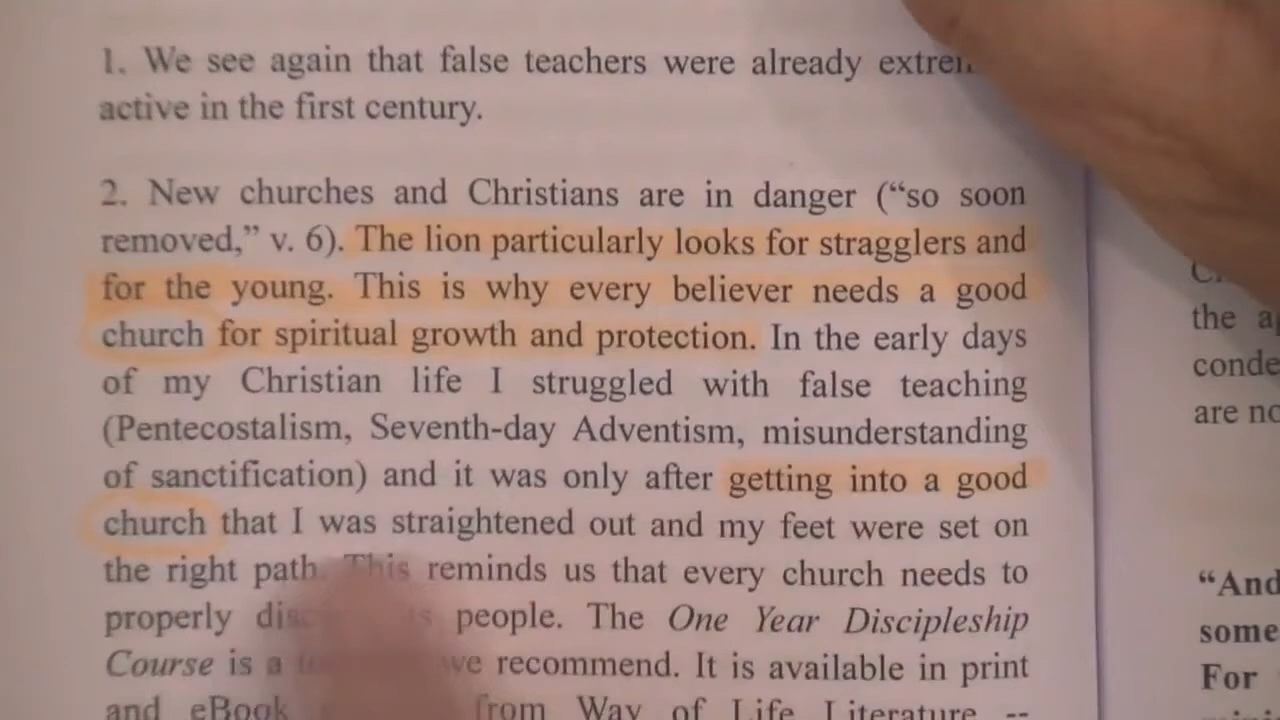 1. We see again that false teachers were already
active in the first century.
2. New churches and Christians are in danger (“so soon
removed,” v. 6). The lion particularly looks for stragglers and
for the young. This is why every believer needs a good
church for spiritual growth and protection. In the early days
of my Christian life I struggled with false teaching
(Pentecostalism, Seventh-day Adventism, misunderstanding
of sanctification) and it was only after getting into a good
church that I was straightened out and my feet were set on
the right path. This reminds us that every church needs to
properly people. The One Year Discipleship
Course is a we recommend. It is available in print
and eBook from Way of Life Literature --
the
are
“And
some
For